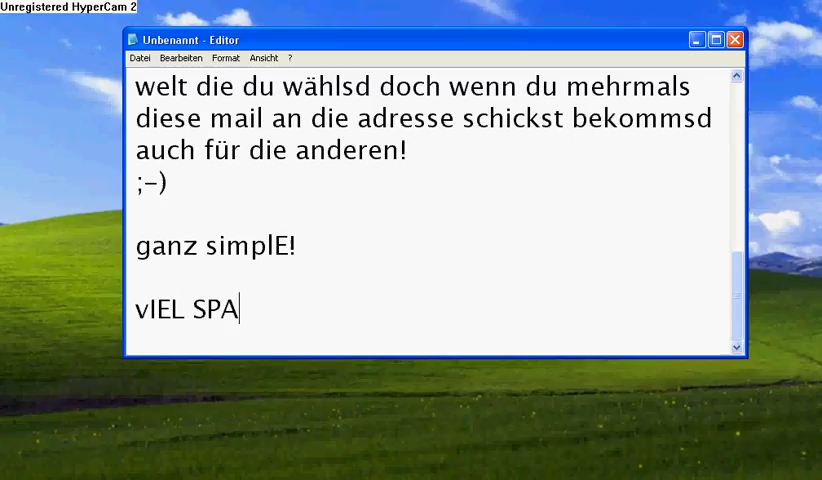 Unregistered HyperCam 2
Unbenannt - Editor
Datei Bearbeiten Format Ansicht ?
welt die du wählsd doch wenn du mehrmals
diese mail an die adresse schickst bekommsd
auch für die anderen!
;-)
ganz simplE!
vIEL SPA